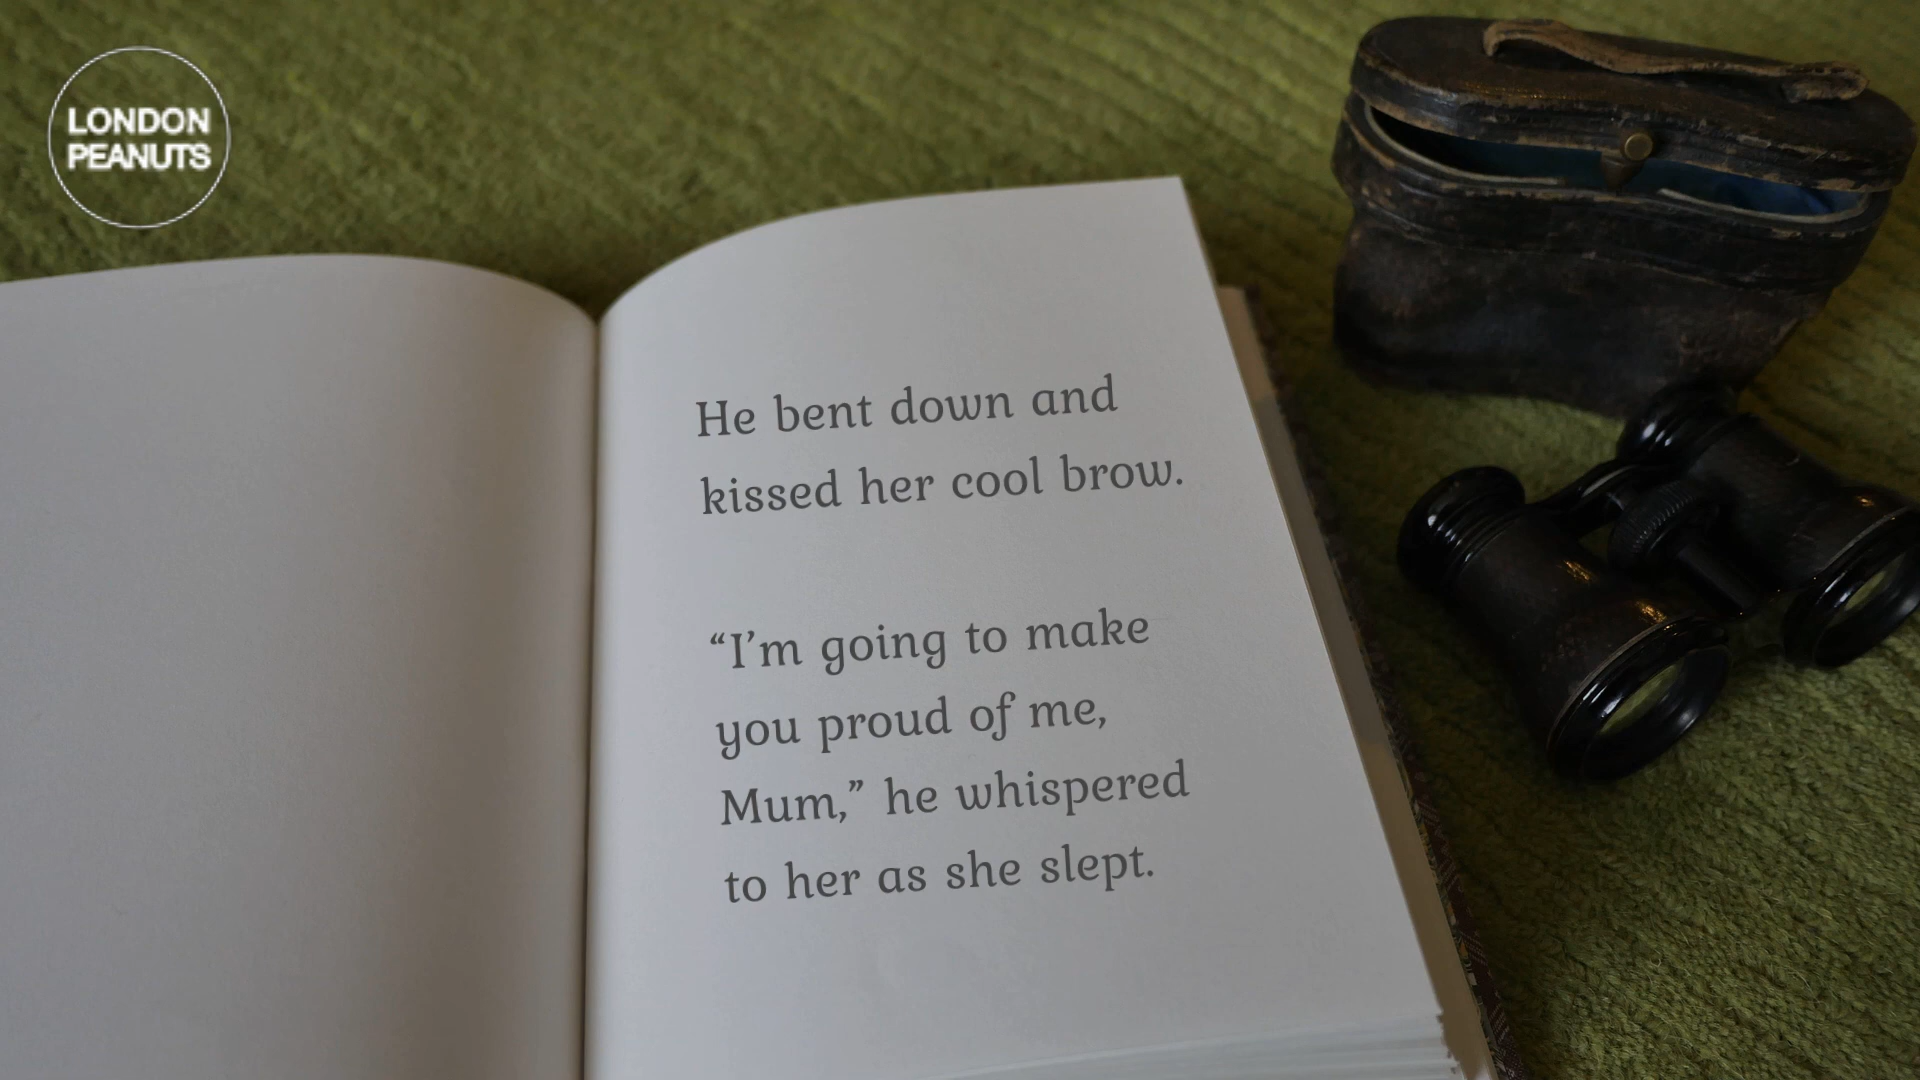 LONDON
PEANUTS
He bent down and
kissed her cool brow.
“I’m going to make
you proud of me,
Mum,” he whispered
to her as she slept.